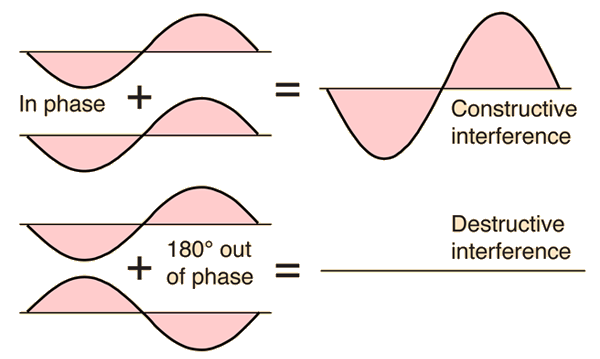 In phase +
=
Constructive
interference
+ 180° out
of phase
=
Destructive
interference